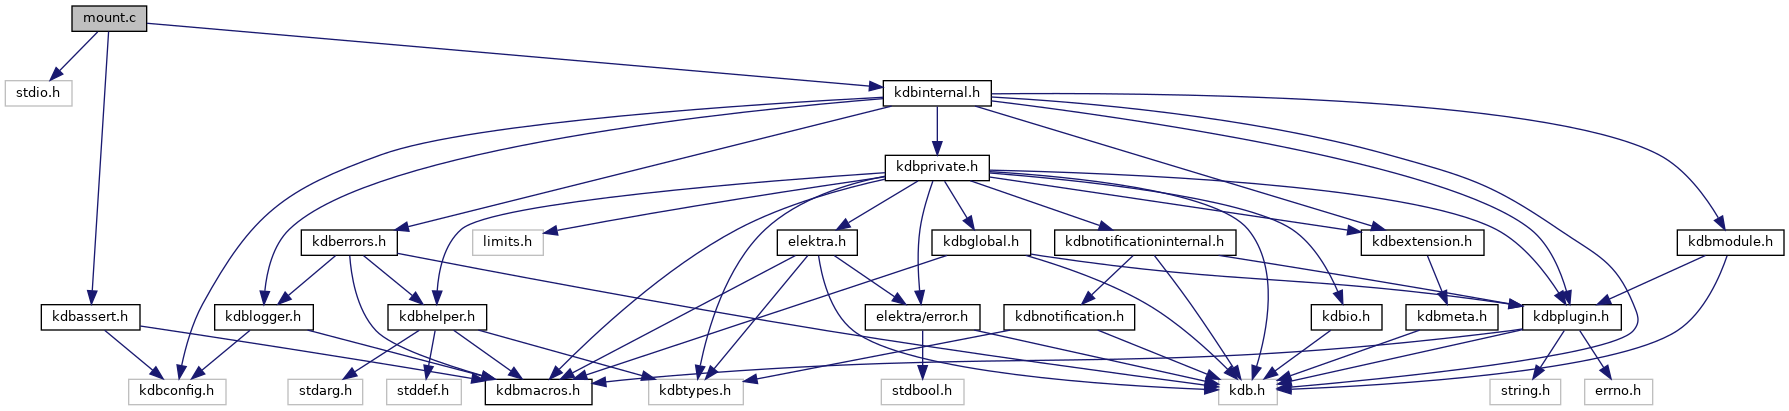 mount.c
stdio.h
kdbinternal.h
kdbprivate.h
kdberrors.h
limits.h
elektra.h
kdbglobal.h
kdbnotificationinternal.h
kdbextension.h
kdbmodule.h
kdbassert.h
kdblogger.h
kdbhelper.h
elektra/error.h
kdbnotification.h
kdbio.h
kdbmeta.h
kdbplugin.h
kdbconfig.h
stdarg.h
stddef.h
kdbmacros.h
kdbtypes.h
stdbool.h
kdb.h
string.h
errno.h